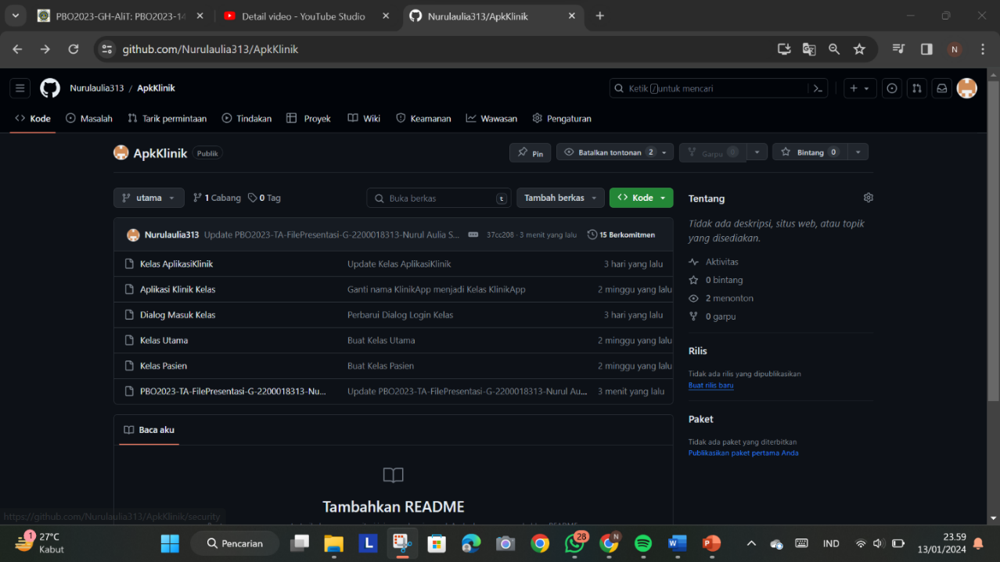 PBO2023-GH-AliT: PBO2023-14
Detail video - YouTube Studio
Nurulaulia313/ApkKlinik
github.com/Nurulaulia313/ApkKlinik
N
Nurulaulia313 / ApkKlinik
Ketik / untuk mencari
Kode
Masalah
Tarik permintaan
Tindakan
Proyek
Wiki
Keamanan
Wawasan
Pengaturan
ApkKlinik
Publik
Pin
Batalkan tontonan 2
Garpu 0
Bintang 0
utama
1 Cabang
0 Tag
Buka berkas
t
Tambah berkas
Kode
Nurulaulia313 Update PBO2023-TA-FilePresentasi-G-2200018313-Nurul Aulia S... 37cc208 · 3 menit yang lalu 15 Berkomitmen
Kelas AplikasiKlinik Update Kelas AplikasiKlinik 3 hari yang lalu
Aplikasi Klinik Kelas Ganti nama KlinikApp menjadi Kelas KlinikApp 2 minggu yang lalu
Dialog Masuk Kelas Perbarui Dialog Login Kelas 3 hari yang lalu
Kelas Utama Buat Kelas Utama 2 minggu yang lalu
Kelas Pasien Buat Kelas Pasien 2 minggu yang lalu
PBO2023-TA-FilePresentasi-G-2200018313-Nu... Update PBO2023-TA-FilePresentasi-G-2200018313-Nurul Au... 3 menit yang lalu
Baca aku
Tambahkan README
Tentang
Tidak ada deskripsi, situs web, atau topik
yang disediakan.
Aktivitas
0 bintang
2 menonton
0 garpu
Rilis
Tidak ada rilis yang dipublikasikan
Buat rilis baru
Paket
Tidak ada paket yang diterbitkan
Publikasikan paket pertama Anda
https://github.com/Nurulaulia313/ApkKlinik/security
1
27°C
Kabut
Pencarian
L
28
N
IND
23.59
13/01/2024